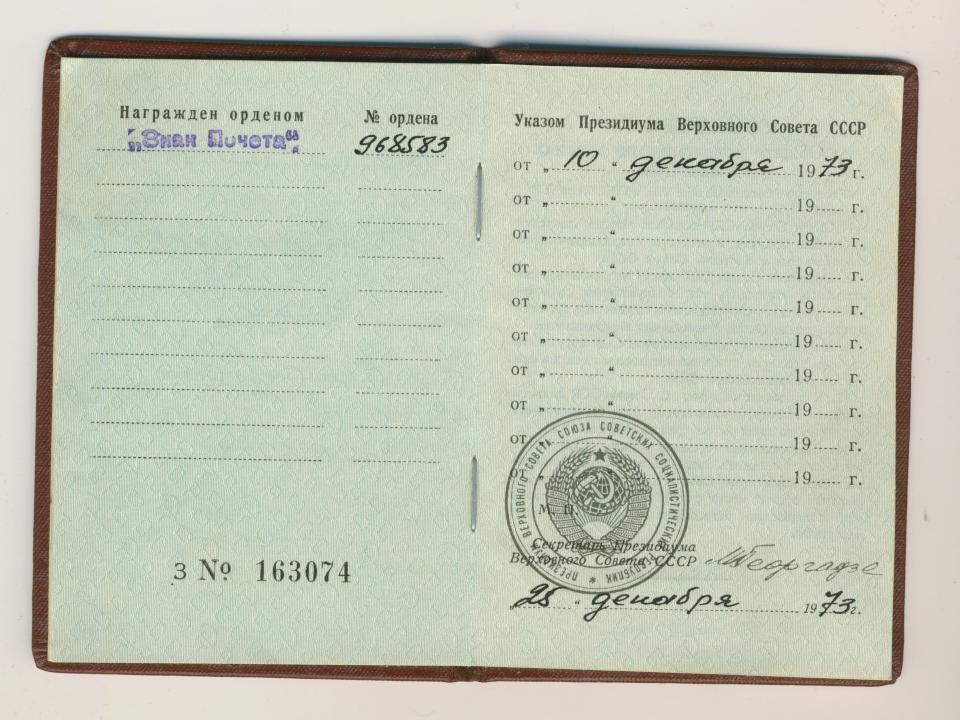 Награжден орденом
„Знак Почета“
№ ордена
968583
З № 163074
Указом Президиума Верховного Совета СССР
от „ 10 “ декабря 1973 г.
от „ “ 19 г.
от „ “ 19 г.
от „ “ 19 г.
от „ “ 19 г.
от „ “ 19 г.
от „ “ 19 г.
от „ “ 19 г.
от „ “ 19 г.
от „ 19 г.
ПРЕЗИДИУМ ВЕРХОВНОГО СОВЕТА СОЮЗА СОВЕТСКИХ СОЦИАЛИСТИЧЕСКИХ РЕСПУБЛИК
М. П.
Секретарь Президиума
Верховного Совета СССР МГеоргадзе
„25 “ декабря 1973 г.